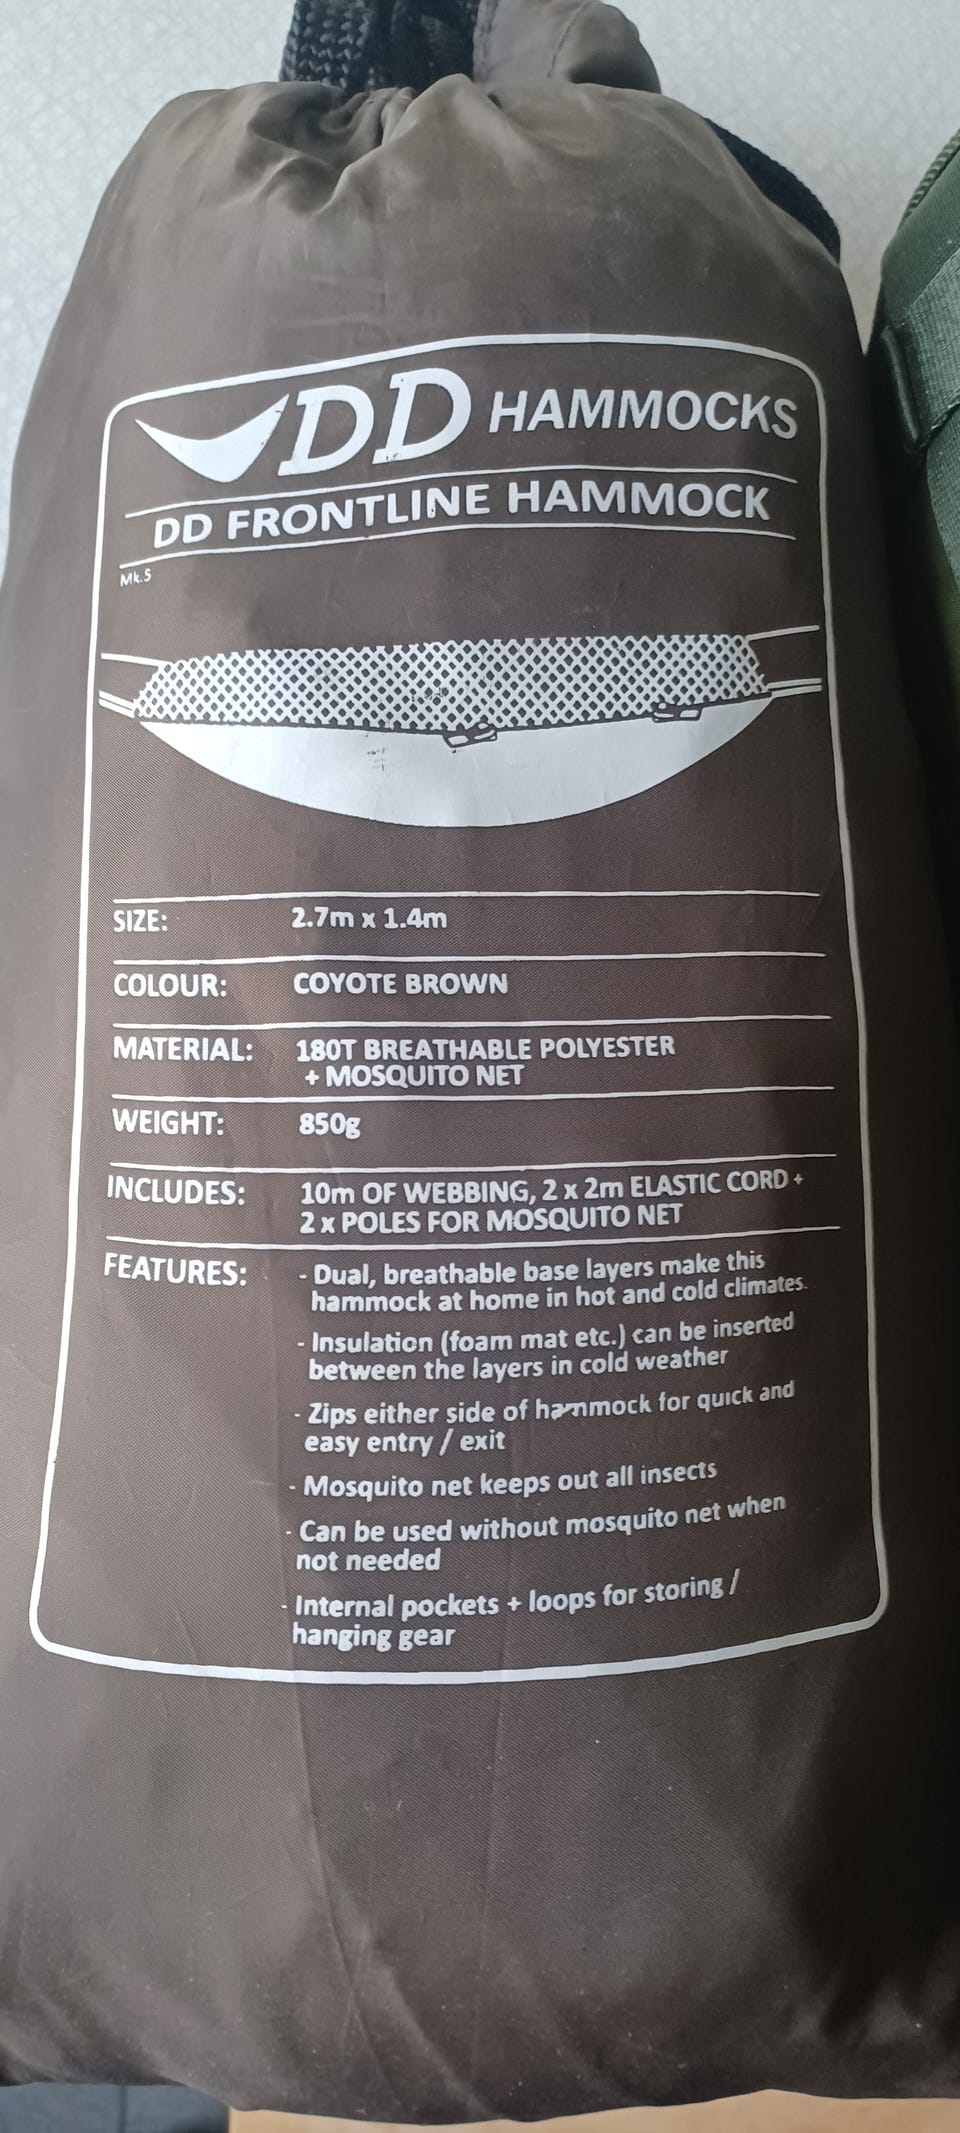 DD HAMMOCKS
DD FRONTLINE HAMMOCK
Mk.5
SIZE: 2.7m x 1.4m
COLOUR: COYOTE BROWN
MATERIAL: 180T BREATHABLE POLYESTER
+ MOSQUITO NET
WEIGHT: 850g
INCLUDES: 10m OF WEBBING, 2 x 2m ELASTIC CORD +
2 x POLES FOR MOSQUITO NET
FEATURES: - Dual, breathable base layers make this
hammock at home in hot and cold climates.
- Insulation (foam mat etc.) can be inserted
between the layers in cold weather
- Zips either side of hammock for quick and
easy entry / exit
- Mosquito net keeps out all insects
- Can be used without mosquito net when
not needed
- Internal pockets + loops for storing /
hanging gear